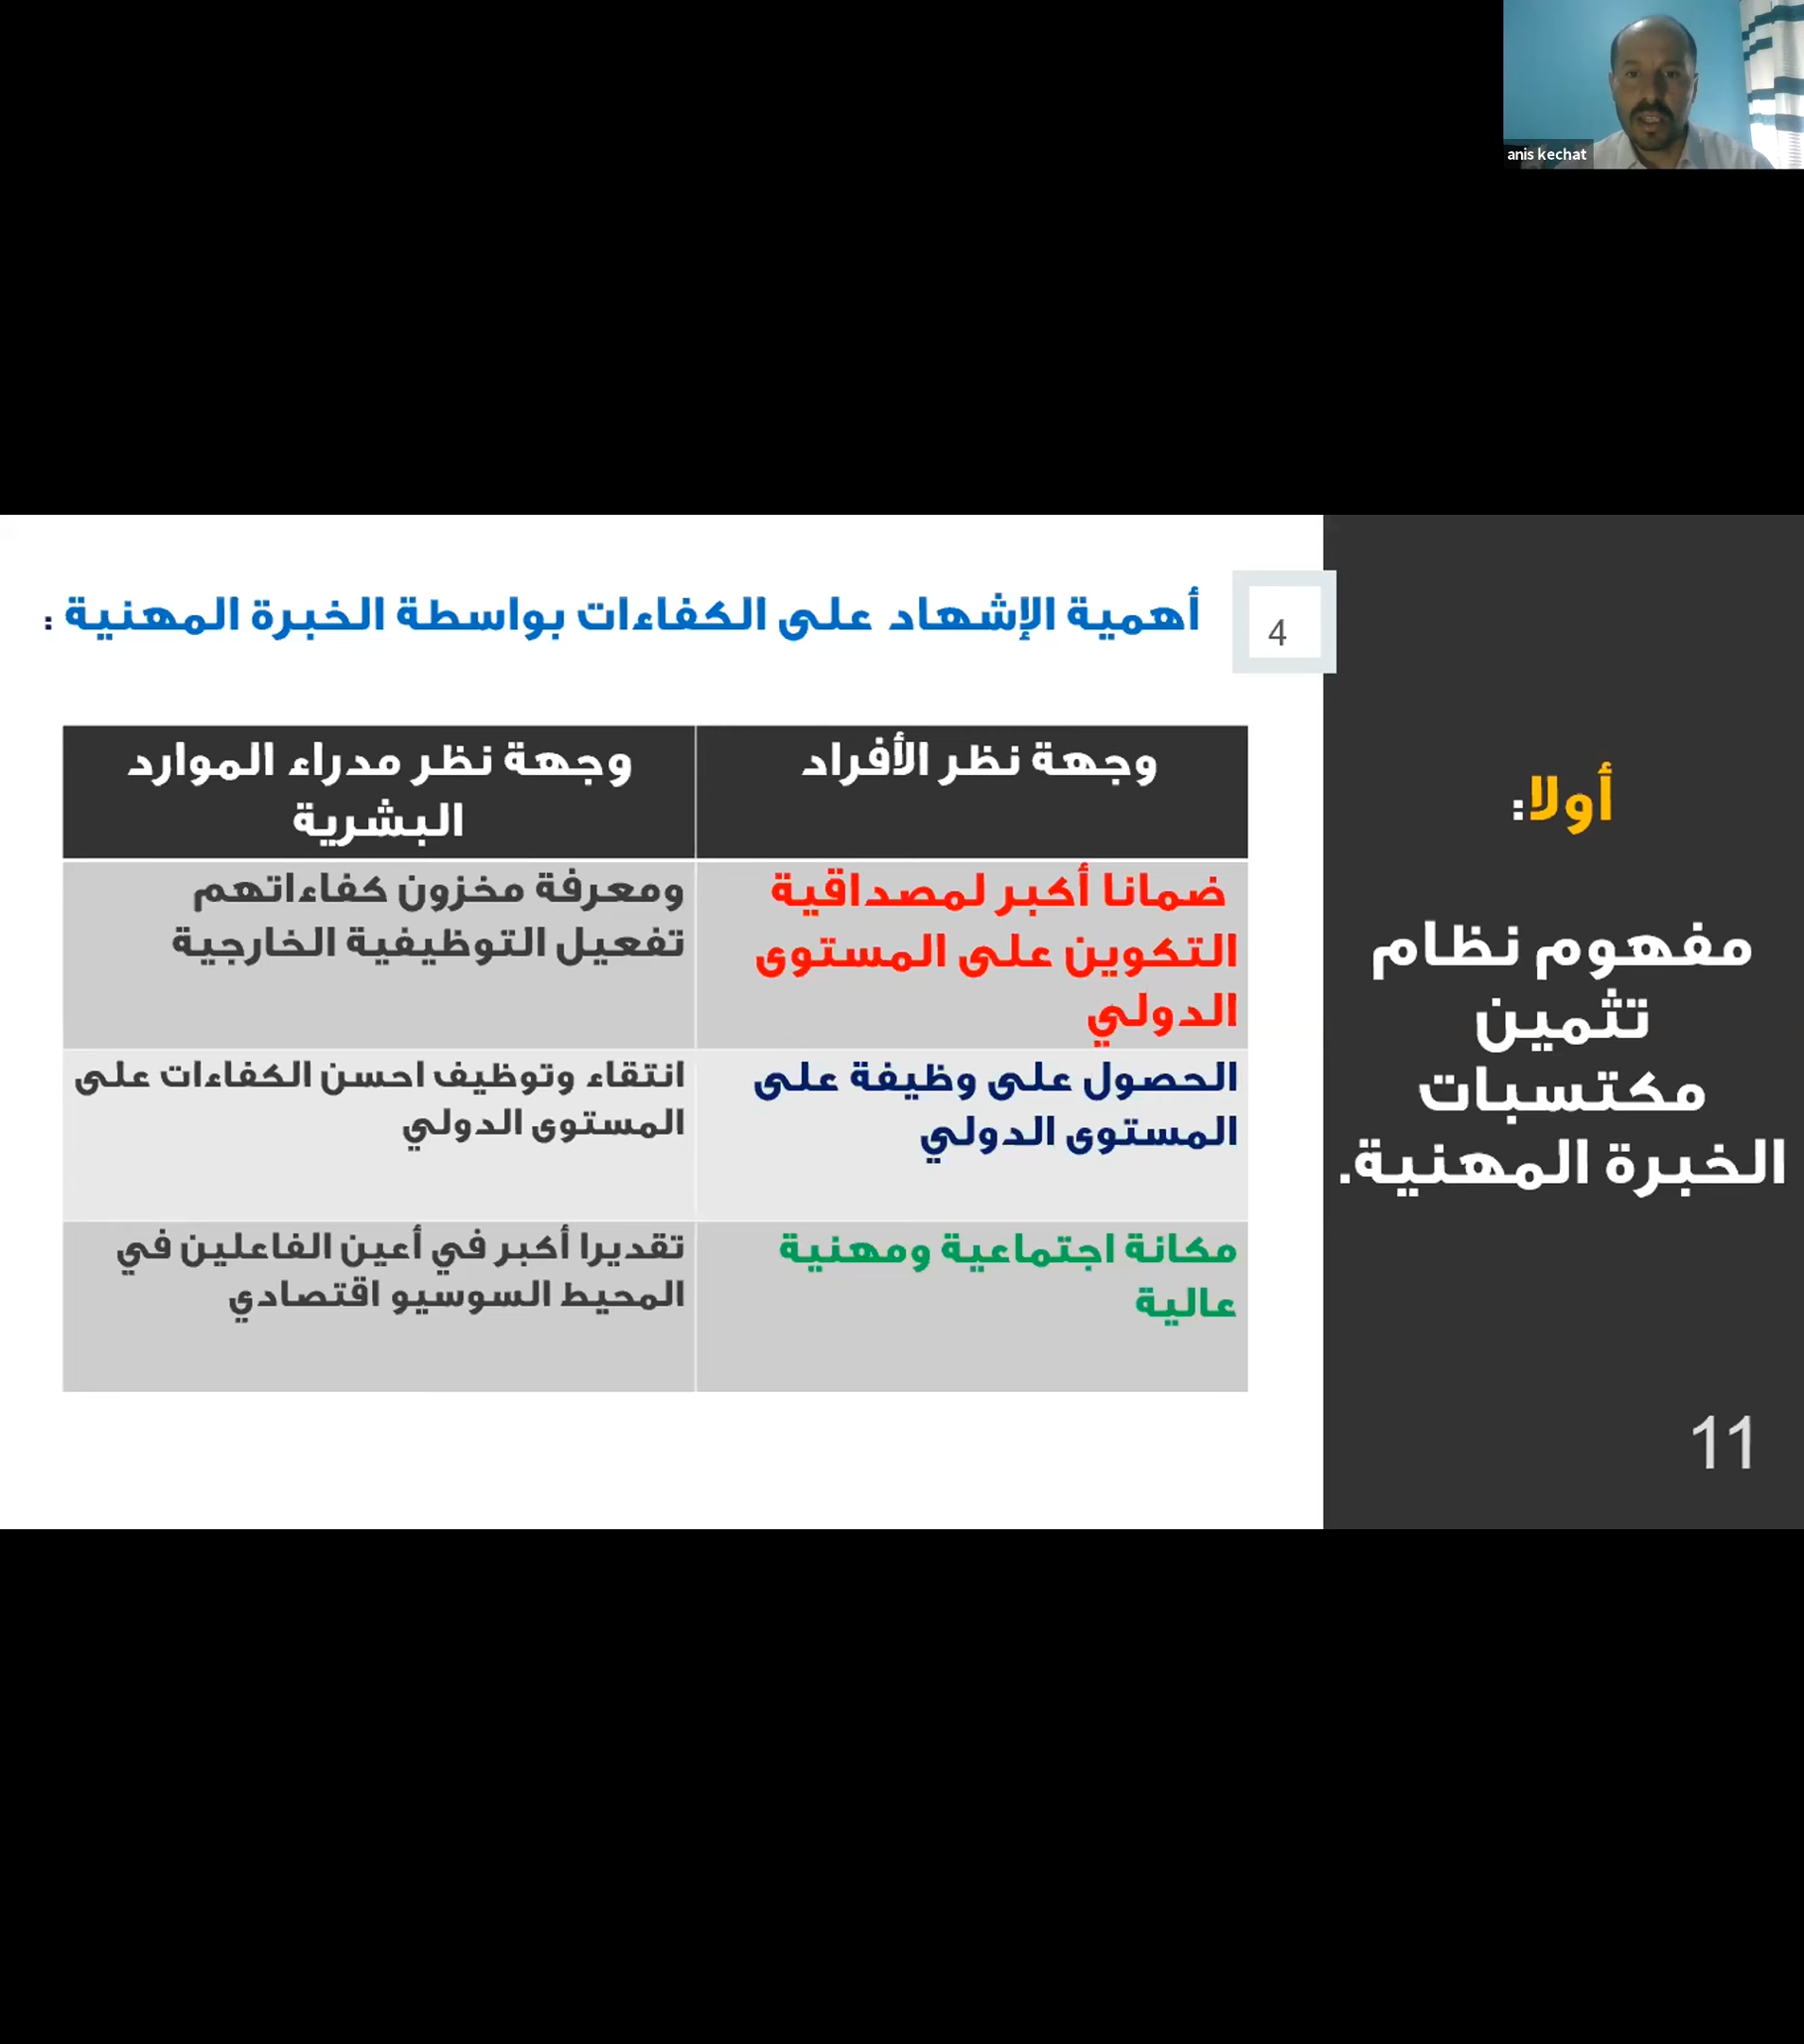 anis kechat
4
أهمية الإشهاد على الكفاءات بواسطة الخبرة المهنية :
وجهة نظر الأفراد
وجهة نظر مدراء الموارد
البشرية
ضمانا أكبر لمصداقية
التكوين على المستوى
الدولي
ومعرفة مخزون كفاءاتهم
تفعيل التوظيفية الخارجية
الحصول على وظيفة على
المستوى الدولي
انتقاء وتوظيف احسن الكفاءات على
المستوى الدولي
مكانة اجتماعية ومهنية
عالية
تقديرا أكبر في أعين الفاعلين في
المحيط السوسيو اقتصادي
أولا:
مفهوم نظام
تثمين
مكتسبات
الخبرة المهنية.
11